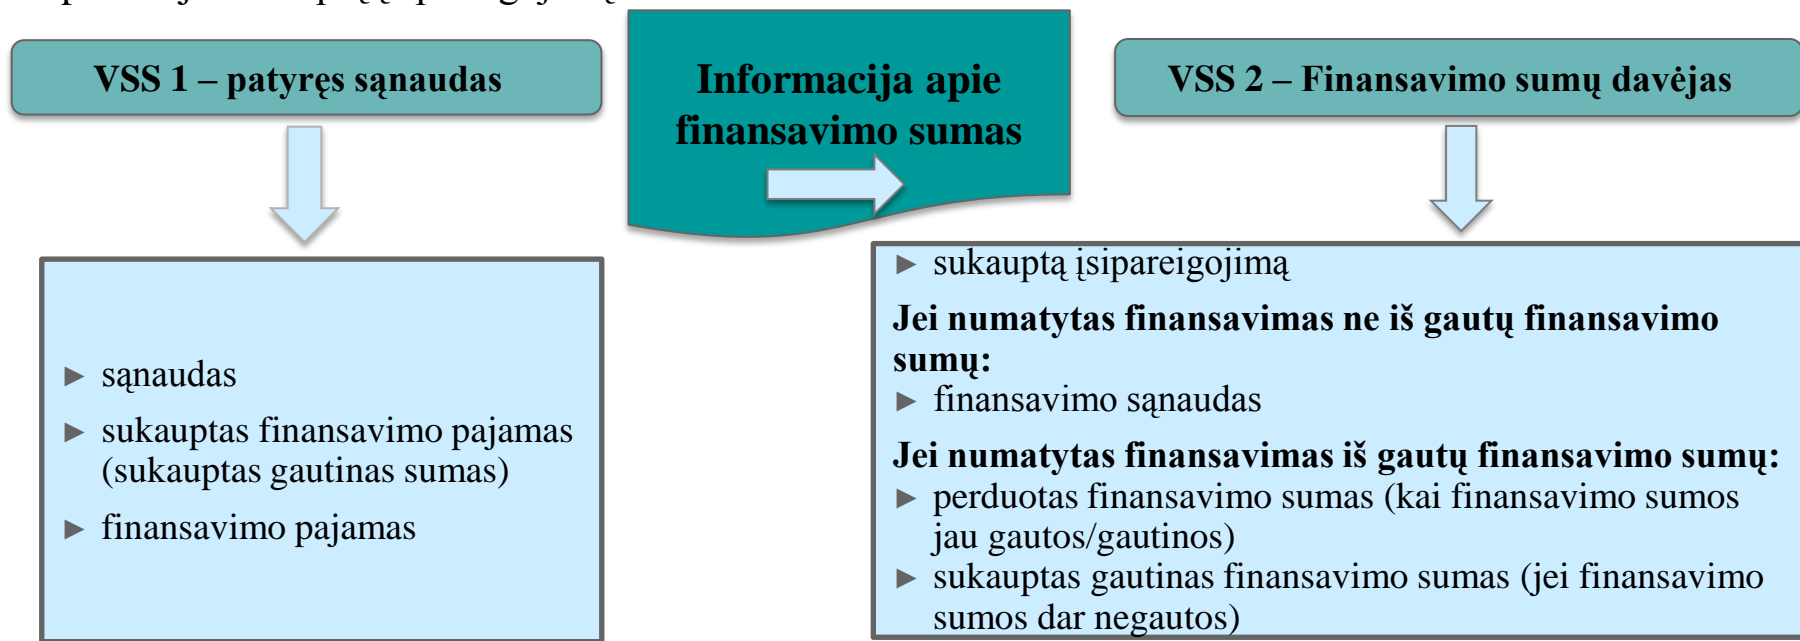 VSS 1 – patyręs sąnaudas
Informacija apie
finansavimo sumas
VSS 2 – Finansavimo sumų davėjas
► sąnaudas
► sukauptas finansavimo pajamas
(sukauptas gautinas sumas)
► finansavimo pajamas
► sukauptą įsipareigojimą
Jei numatytas finansavimas ne iš gautų finansavimo
sumų:
► finansavimo sąnaudas
Jei numatytas finansavimas iš gautų finansavimo sumų:
► perduotas finansavimo sumas (kai finansavimo sumos
jau gautos/gautinos)
► sukauptas gautinas finansavimo sumas (jei finansavimo
sumos dar negautos)